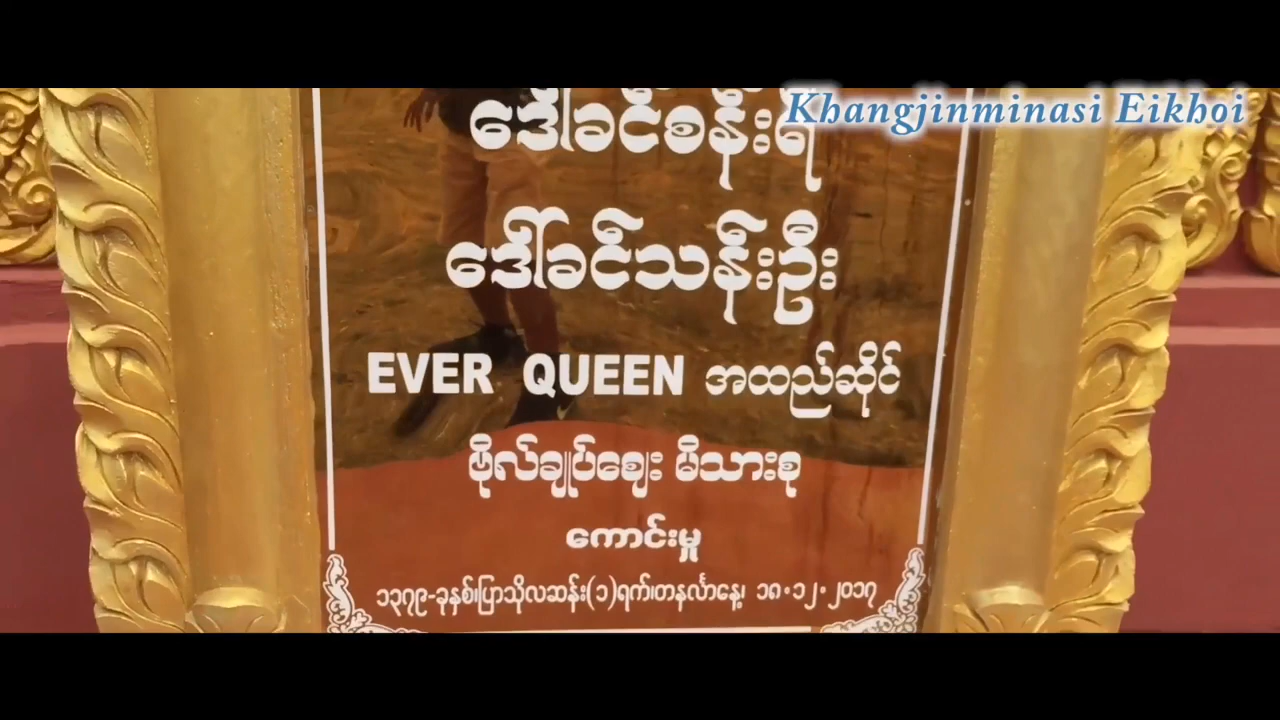 Khangjinminasi Eikhoi
ဒေါ်ခင်စန်းရီ
ဒေါ်ခင်သန်းဦး
EVER QUEEN အထည်ဆိုင်
ဗိုလ်ချုပ်ဈေး မိသားစု
ကောင်းမှု
၁၃၇၉-ခုနှစ်၊ပြာသိုလဆန်း(၁)ရက်၊တနင်္လာနေ့၊ ၁၈.၁၂.၂၀၁၇